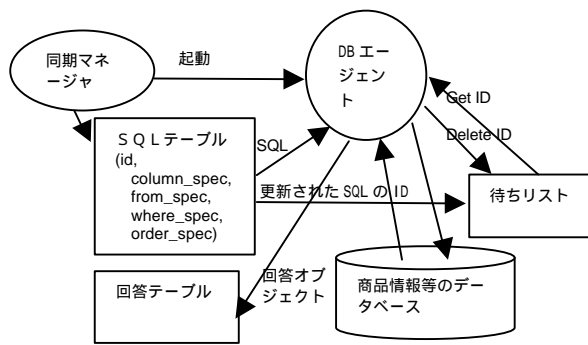 同期マネ
ージャ
起動
DB エー
ジェン
ト
Get ID
Delete ID
ＳＱＬテーブル
(id,
column_spec,
from_spec,
where_spec,
order_spec)
SQL
更新された SQL の ID
待ちリスト
回答テーブル
回答オブ
ジェクト
商品情報等のデー
タベース